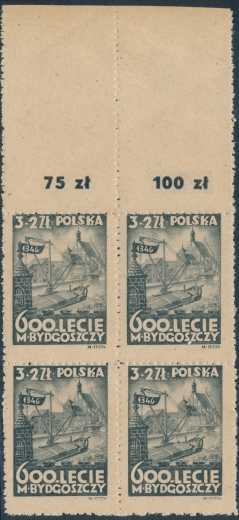 75 zł 100 zł
3+2 ZŁ POLSKA 3+2 ZŁ POLSKA
1346 1346
600.LECIE 600.LECIE
M·BYDGOSZCZY M·BYDGOSZCZY
3+2 ZŁ POLSKA 3+2 ZŁ POLSKA
1346 1346
600.LECIE 600.LECIE
M·BYDGOSZCZY M·BYDGOSZCZY